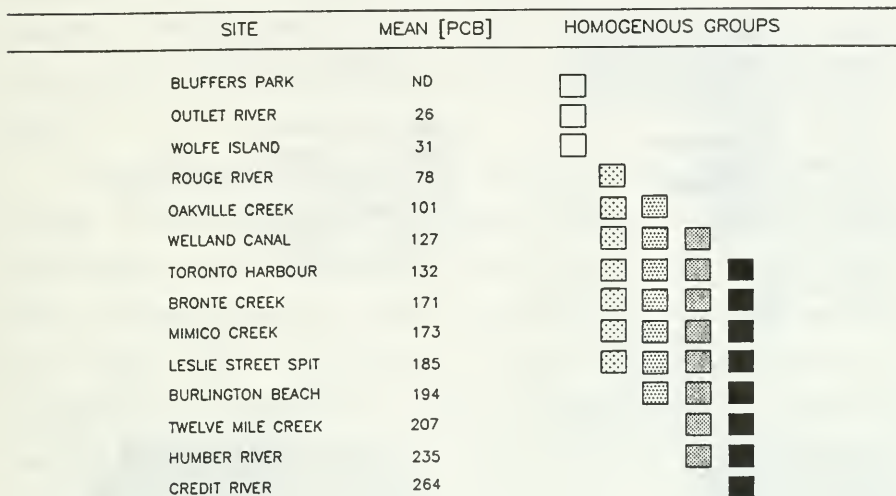 SITE MEAN [PCB] HOMOGENOUS GROUPS
BLUFFERS PARK ND
OUTLET RIVER 26
WOLFE ISLAND 31
ROUGE RIVER 78
OAKVILLE CREEK 101
WELLAND CANAL 127
TORONTO HARBOUR 132
BRONTE CREEK 171
MIMICO CREEK 173
LESLIE STREET SPIT 185
BURLINGTON BEACH 194
TWELVE MILE CREEK 207
HUMBER RIVER 235
CREDIT RIVER 264